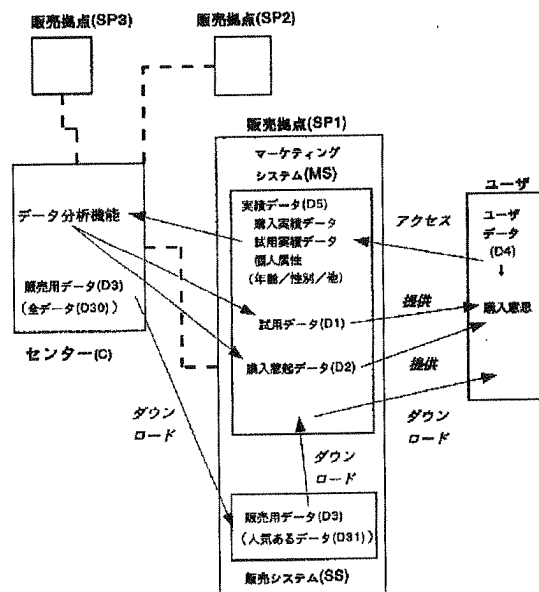 販売拠点(SP3)
販売拠点(SP2)
販売拠点(SP1)
マーケティング
システム(MS)
ユーザ
実績データ(D5)
購入実績データ
試用実績データ
個人属性
(年齢／性別／他)
アクセス
ユーザ
データ
(D4)
↓
購入意思
データ分析機能
販売用データ(D3)
(全データ(D30))
センター(C)
試用データ(D1)
提供
購入意起データ(D2)
提供
ダウン
ロード
ダウン
ロード
ダウン
ロード
販売用データ(D3)
(人気あるデータ(D31))
販売システム(SS)